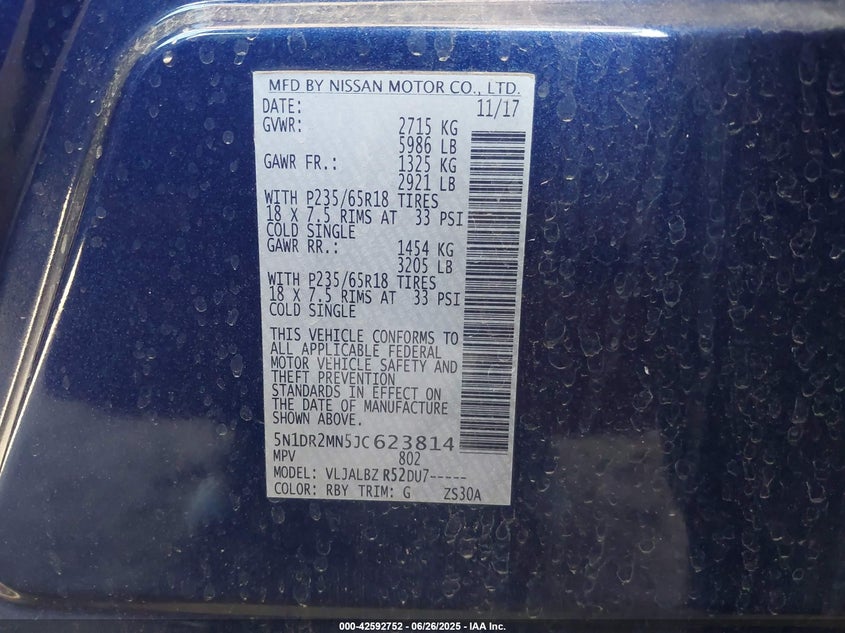 MFD BY NISSAN MOTOR CO., LTD.
DATE: 11/17
GVWR: 2715 KG
5986 LB
GAWR FR.: 1325 KG
2921 LB
WITH P235/65R18 TIRES
18 X 7.5 RIMS AT 33 PSI
COLD SINGLE
GAWR RR.: 1454 KG
3205 LB
WITH P235/65R18 TIRES
18 X 7.5 RIMS AT 33 PSI
COLD SINGLE
THIS VEHICLE CONFORMS TO
ALL APPLICABLE FEDERAL
MOTOR VEHICLE SAFETY AND
THEFT PREVENTION
STANDARDS IN EFFECT ON
THE DATE OF MANUFACTURE
SHOWN ABOVE.
5N1DR2MN5JC623814
MPV 802
MODEL: VLJALBZ R52DU7-----
COLOR: RBY TRIM: G ZS30A
000-42592752 - 06/26/2025 - IAA Inc.